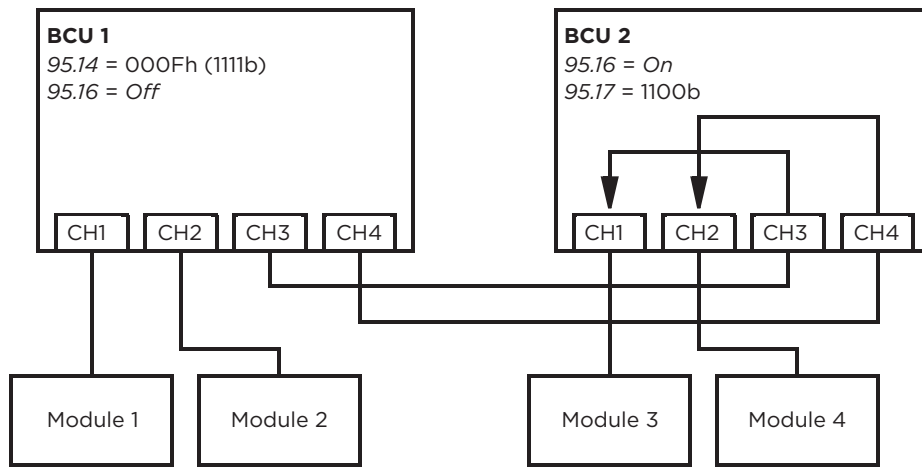 BCU 1
95.14 = 000Fh (1111b)
95.16 = Off
BCU 2
95.16 = On
95.17 = 1100b
CH1
CH2
CH3
CH4
CH1
CH2
CH3
CH4
Module 1
Module 2
Module 3
Module 4